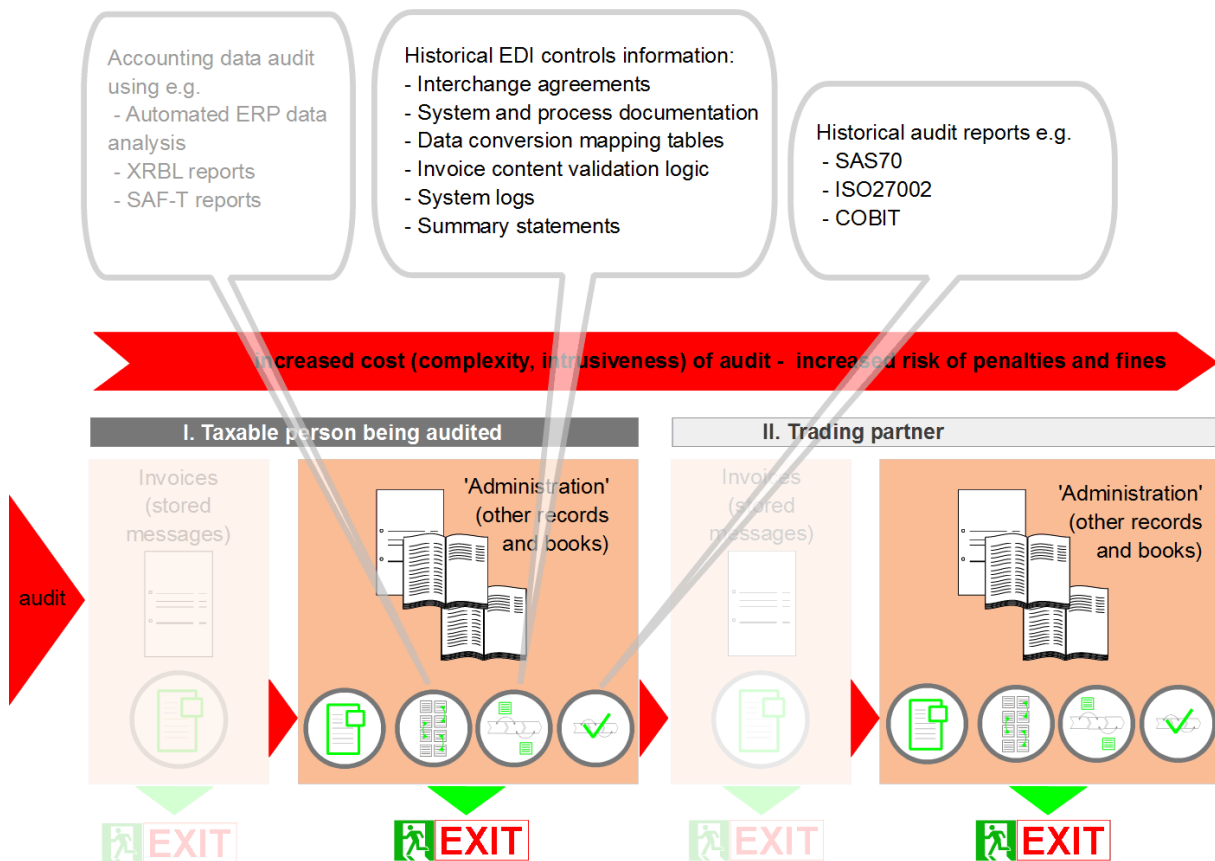 Accounting data audit
using e.g.
- Automated ERP data
analysis
- XRBL reports
- SAF-T reports
Historical EDI controls information:
- Interchange agreements
- System and process documentation
- Data conversion mapping tables
- Invoice content validation logic
- System logs
- Summary statements
Historical audit reports e.g.
- SAS70
- ISO27002
- COBIT
increased cost (complexity, intrusiveness) of audit - increased risk of penalties and fines
I. Taxable person being audited
II. Trading partner
audit
Invoices
(stored
messages)
'Administration'
(other records
and books)
Invoices
(stored
messages)
'Administration'
(other records
and books)
EXIT
EXIT
EXIT
EXIT